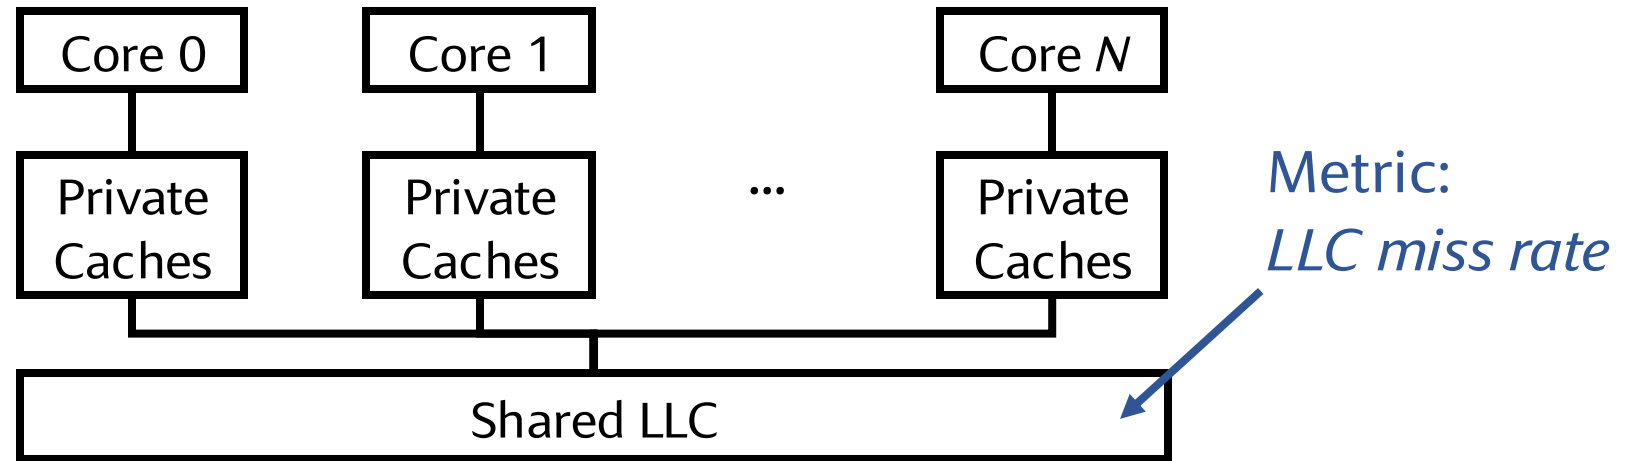 Core 0
Core 1
Core N
Private
Caches
Private
Caches
...
Private
Caches
Metric:
LLC miss rate
Shared LLC